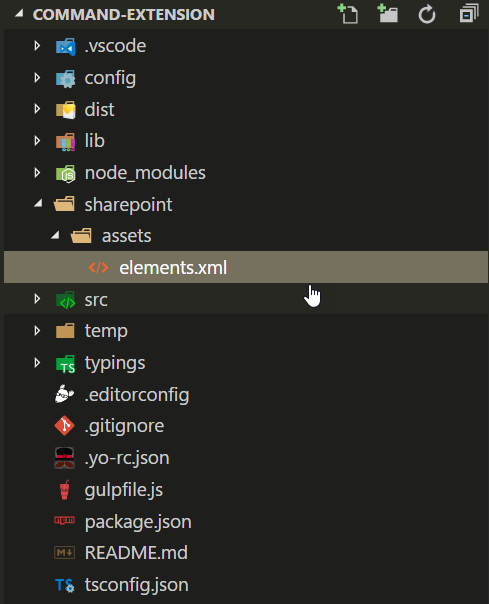 COMMAND-EXTENSION
.vscode
config
dist
lib
node_modules
sharepoint
assets
elements.xml
src
temp
typings
.editorconfig
.gitignore
.yo-rc.json
gulpfile.js
package.json
README.md
tsconfig.json